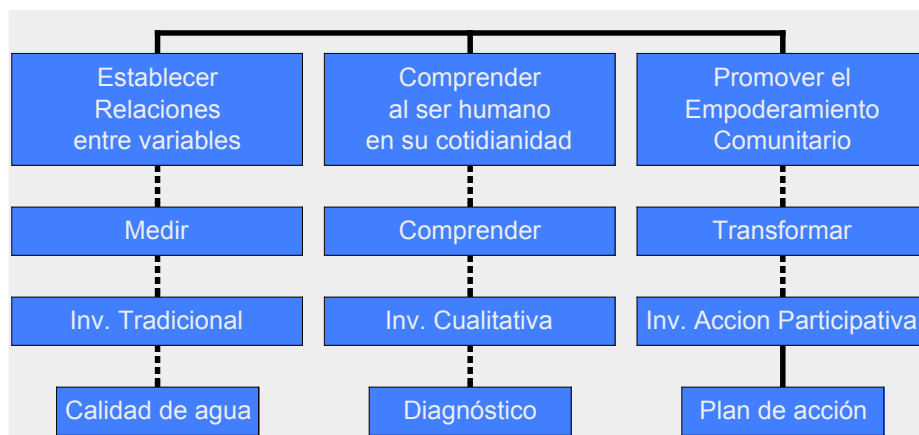 Establecer
Relaciones
entre variables
Comprender
al ser humano
en su cotidianidad
Promover el
Empoderamiento
Comunitario
Medir
Comprender
Transformar
Inv. Tradicional
Inv. Cualitativa
Inv. Accion Participativa
Calidad de agua
Diagnóstico
Plan de acción